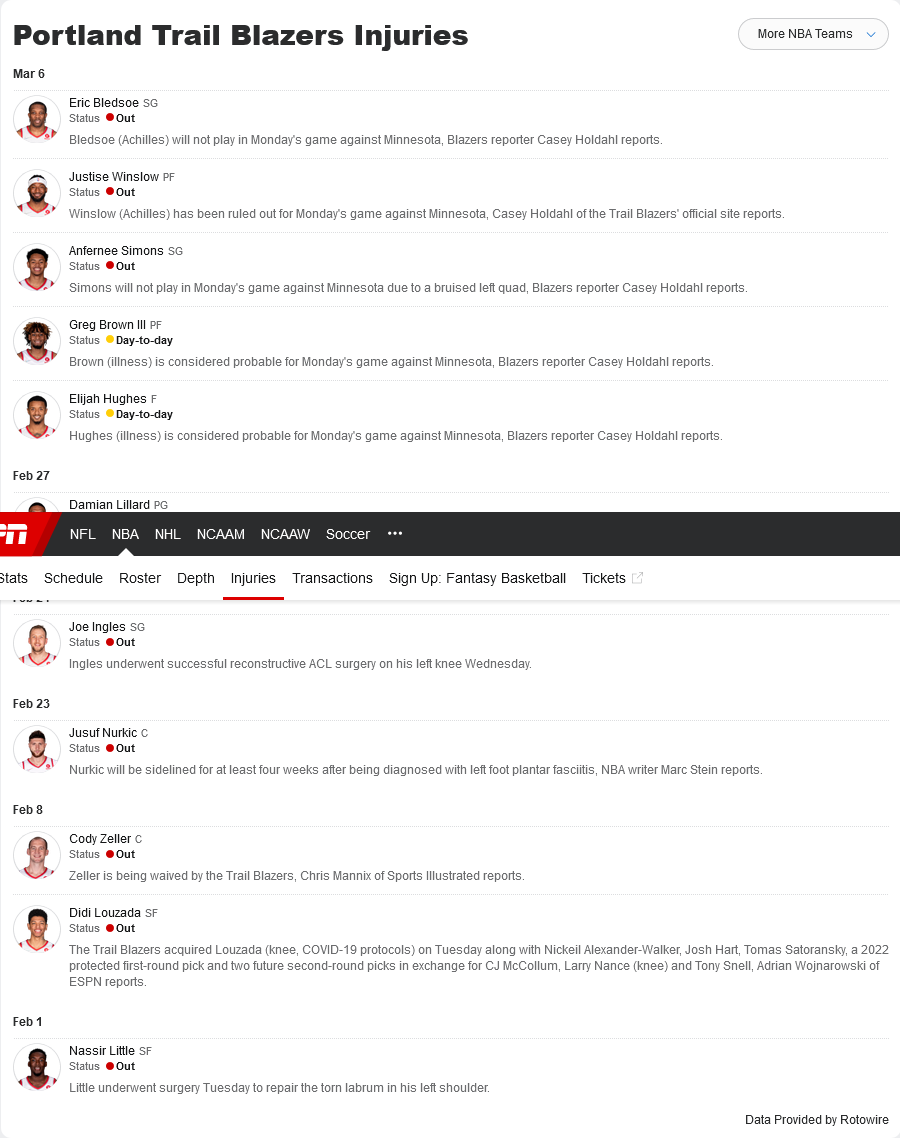 Portland Trail Blazers Injuries
More NBA Teams
Mar 6
Eric Bledsoe SG
Status Out
Bledsoe (Achilles) will not play in Monday's game against Minnesota, Blazers reporter Casey Holdahl reports.
Justise Winslow PF
Status Out
Winslow (Achilles) has been ruled out for Monday's game against Minnesota, Casey Holdahl of the Trail Blazers' official site reports.
Anfernee Simons SG
Status Out
Simons will not play in Monday's game against Minnesota due to a bruised left quad, Blazers reporter Casey Holdahl reports.
Greg Brown III PF
Status Day-to-day
Brown (illness) is considered probable for Monday's game against Minnesota, Blazers reporter Casey Holdahl reports.
Elijah Hughes F
Status Day-to-day
Hughes (illness) is considered probable for Monday's game against Minnesota, Blazers reporter Casey Holdahl reports.
Feb 27
Damian Lillard PG
NFL NBA NHL NCAAM NCAAW Soccer •••
Stats Schedule Roster Depth Injuries Transactions Sign Up: Fantasy Basketball Tickets
Joe Ingles SG
Status Out
Ingles underwent successful reconstructive ACL surgery on his left knee Wednesday.
Feb 23
Jusuf Nurkic C
Status Out
Nurkic will be sidelined for at least four weeks after being diagnosed with left foot plantar fasciitis, NBA writer Marc Stein reports.
Feb 8
Cody Zeller C
Status Out
Zeller is being waived by the Trail Blazers, Chris Mannix of Sports Illustrated reports.
Didi Louzada SF
Status Out
The Trail Blazers acquired Louzada (knee, COVID-19 protocols) on Tuesday along with Nickeil Alexander-Walker, Josh Hart, Tomas Satoransky, a 2022
protected first-round pick and two future second-round picks in exchange for CJ McCollum, Larry Nance (knee) and Tony Snell, Adrian Wojnarowski of
ESPN reports.
Feb 1
Nassir Little SF
Status Out
Little underwent surgery Tuesday to repair the torn labrum in his left shoulder.
Data Provided by Rotowire